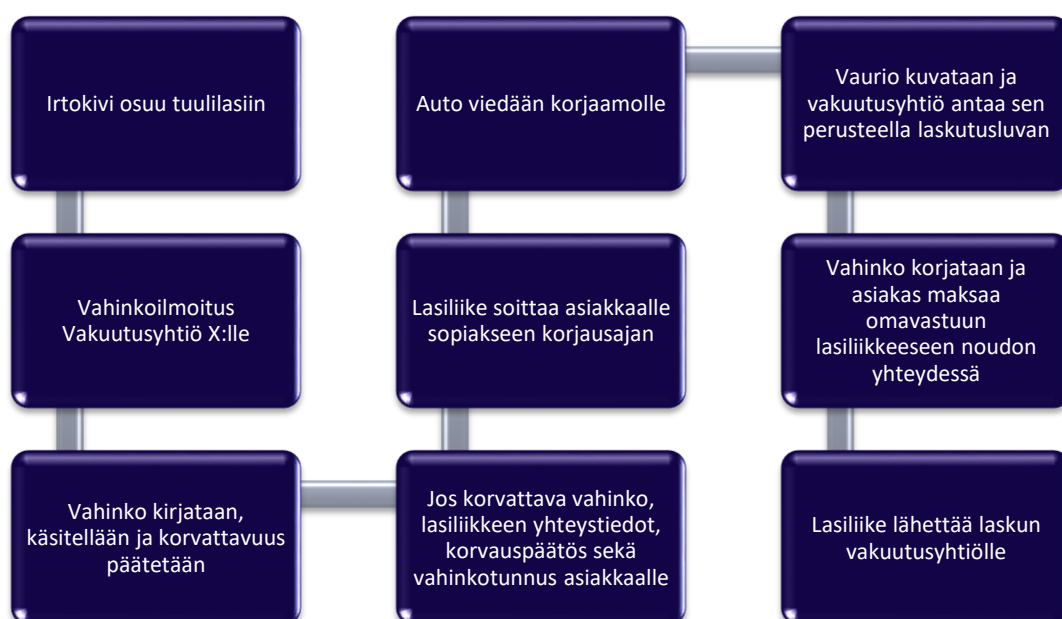 Irtokivi osuu tuulilasiin
Vahinkoilmoitus
Vakuutusyhtiö X:lle
Vahinko kirjataan,
käsitellään ja korvattavuus
päätetään
Jos korvattava vahinko,
lasiliikkeen yhteystiedot,
korvauspäätös sekä
vahinkotunnus asiakkaalle
Lasiliike soittaa asiakkaalle
sopiakseen korjausajan
Auto viedään korjaamolle
Vaurio kuvataan ja
vakuutusyhtiö antaa sen
perusteella laskutusluvan
Vahinko korjataan ja
asiakas maksaa
omavastuun
lasiliikkeeseen noudon
yhteydessä
Lasiliike lähettää laskun
vakuutusyhtiölle